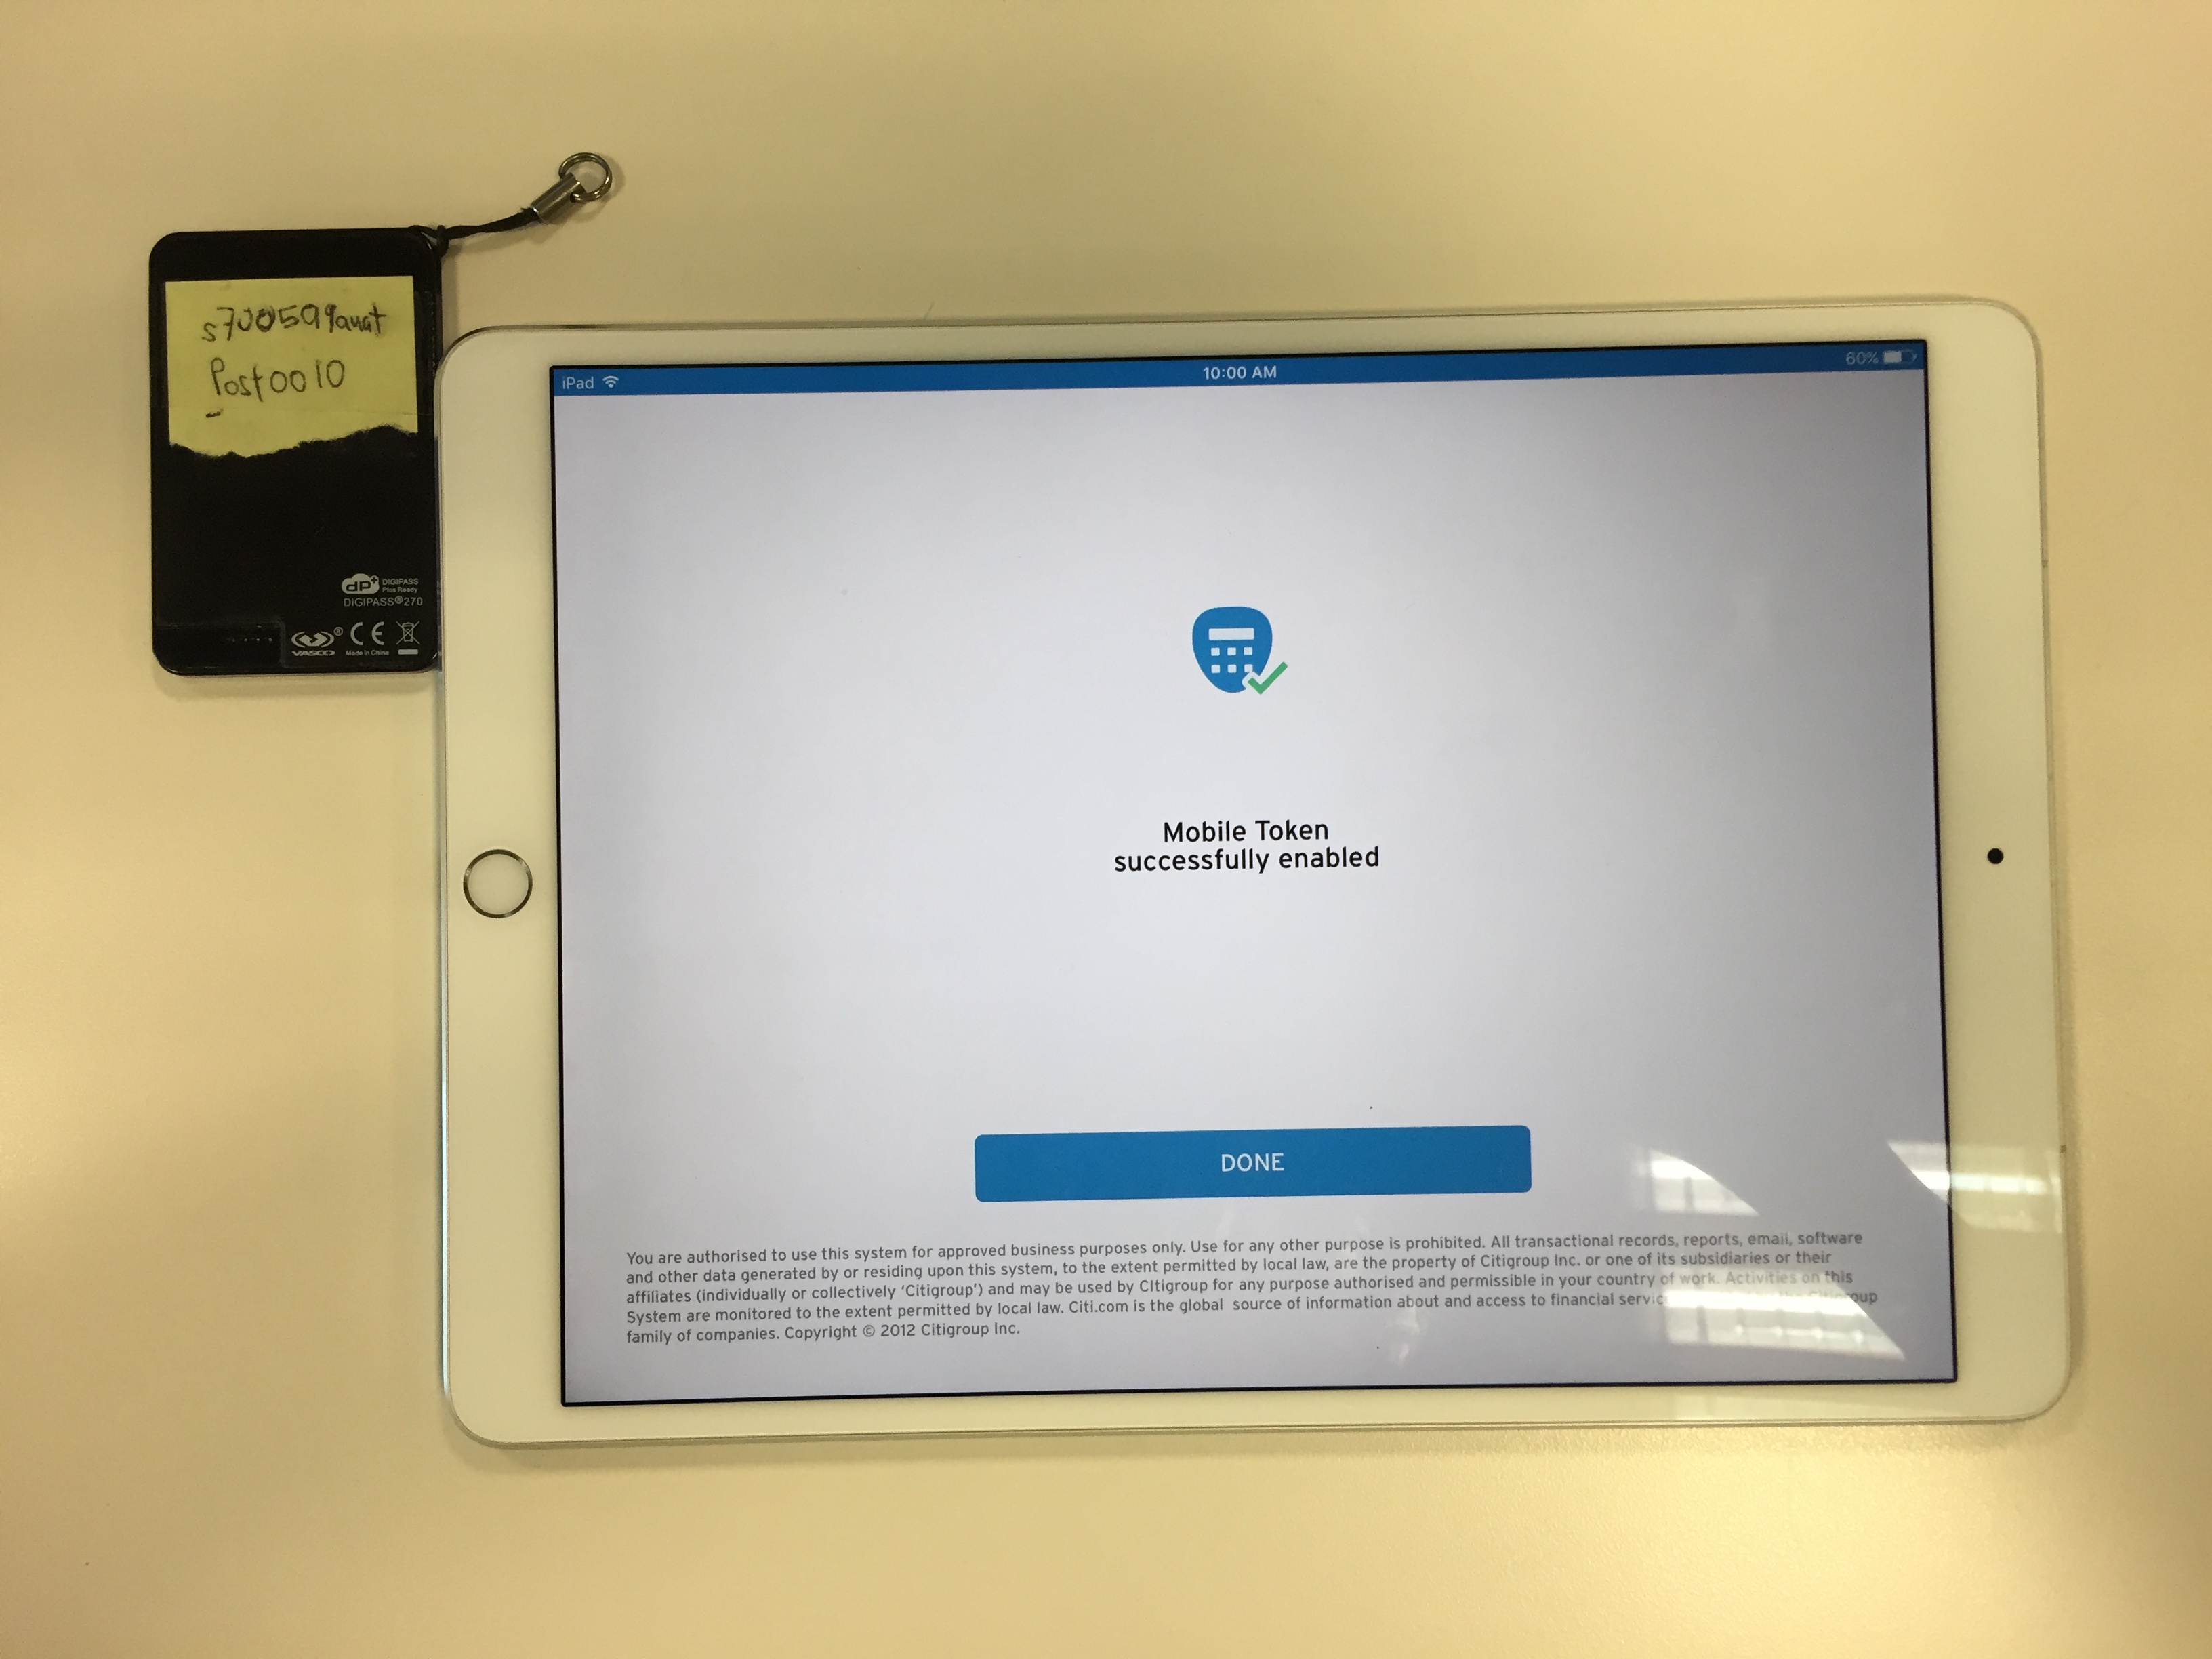 iPad
10:00 AM
60%
Mobile Token
successfully enabled
DONE
You are authorised to use this system for approved business purposes only. Use for any other purpose is prohibited. All transactional records, reports, email, software
and other data generated by or residing upon this system, to the extent permitted by local law, are the property of Citigroup Inc. or one of its subsidiaries or their
affiliates (individually or collectively 'Citigroup') and may be used by Citigroup for any purpose authorised and permissible in your country of work. Activities on this
System are monitored to the extent permitted by local law. Citi.com is the global source of information about and access to financial
family of companies. Copyright © 2012 Citigroup Inc.
Post0010
dp+ DIGIPASS
Plus Ready
DIGIPASS®270
VASCO
Made in China